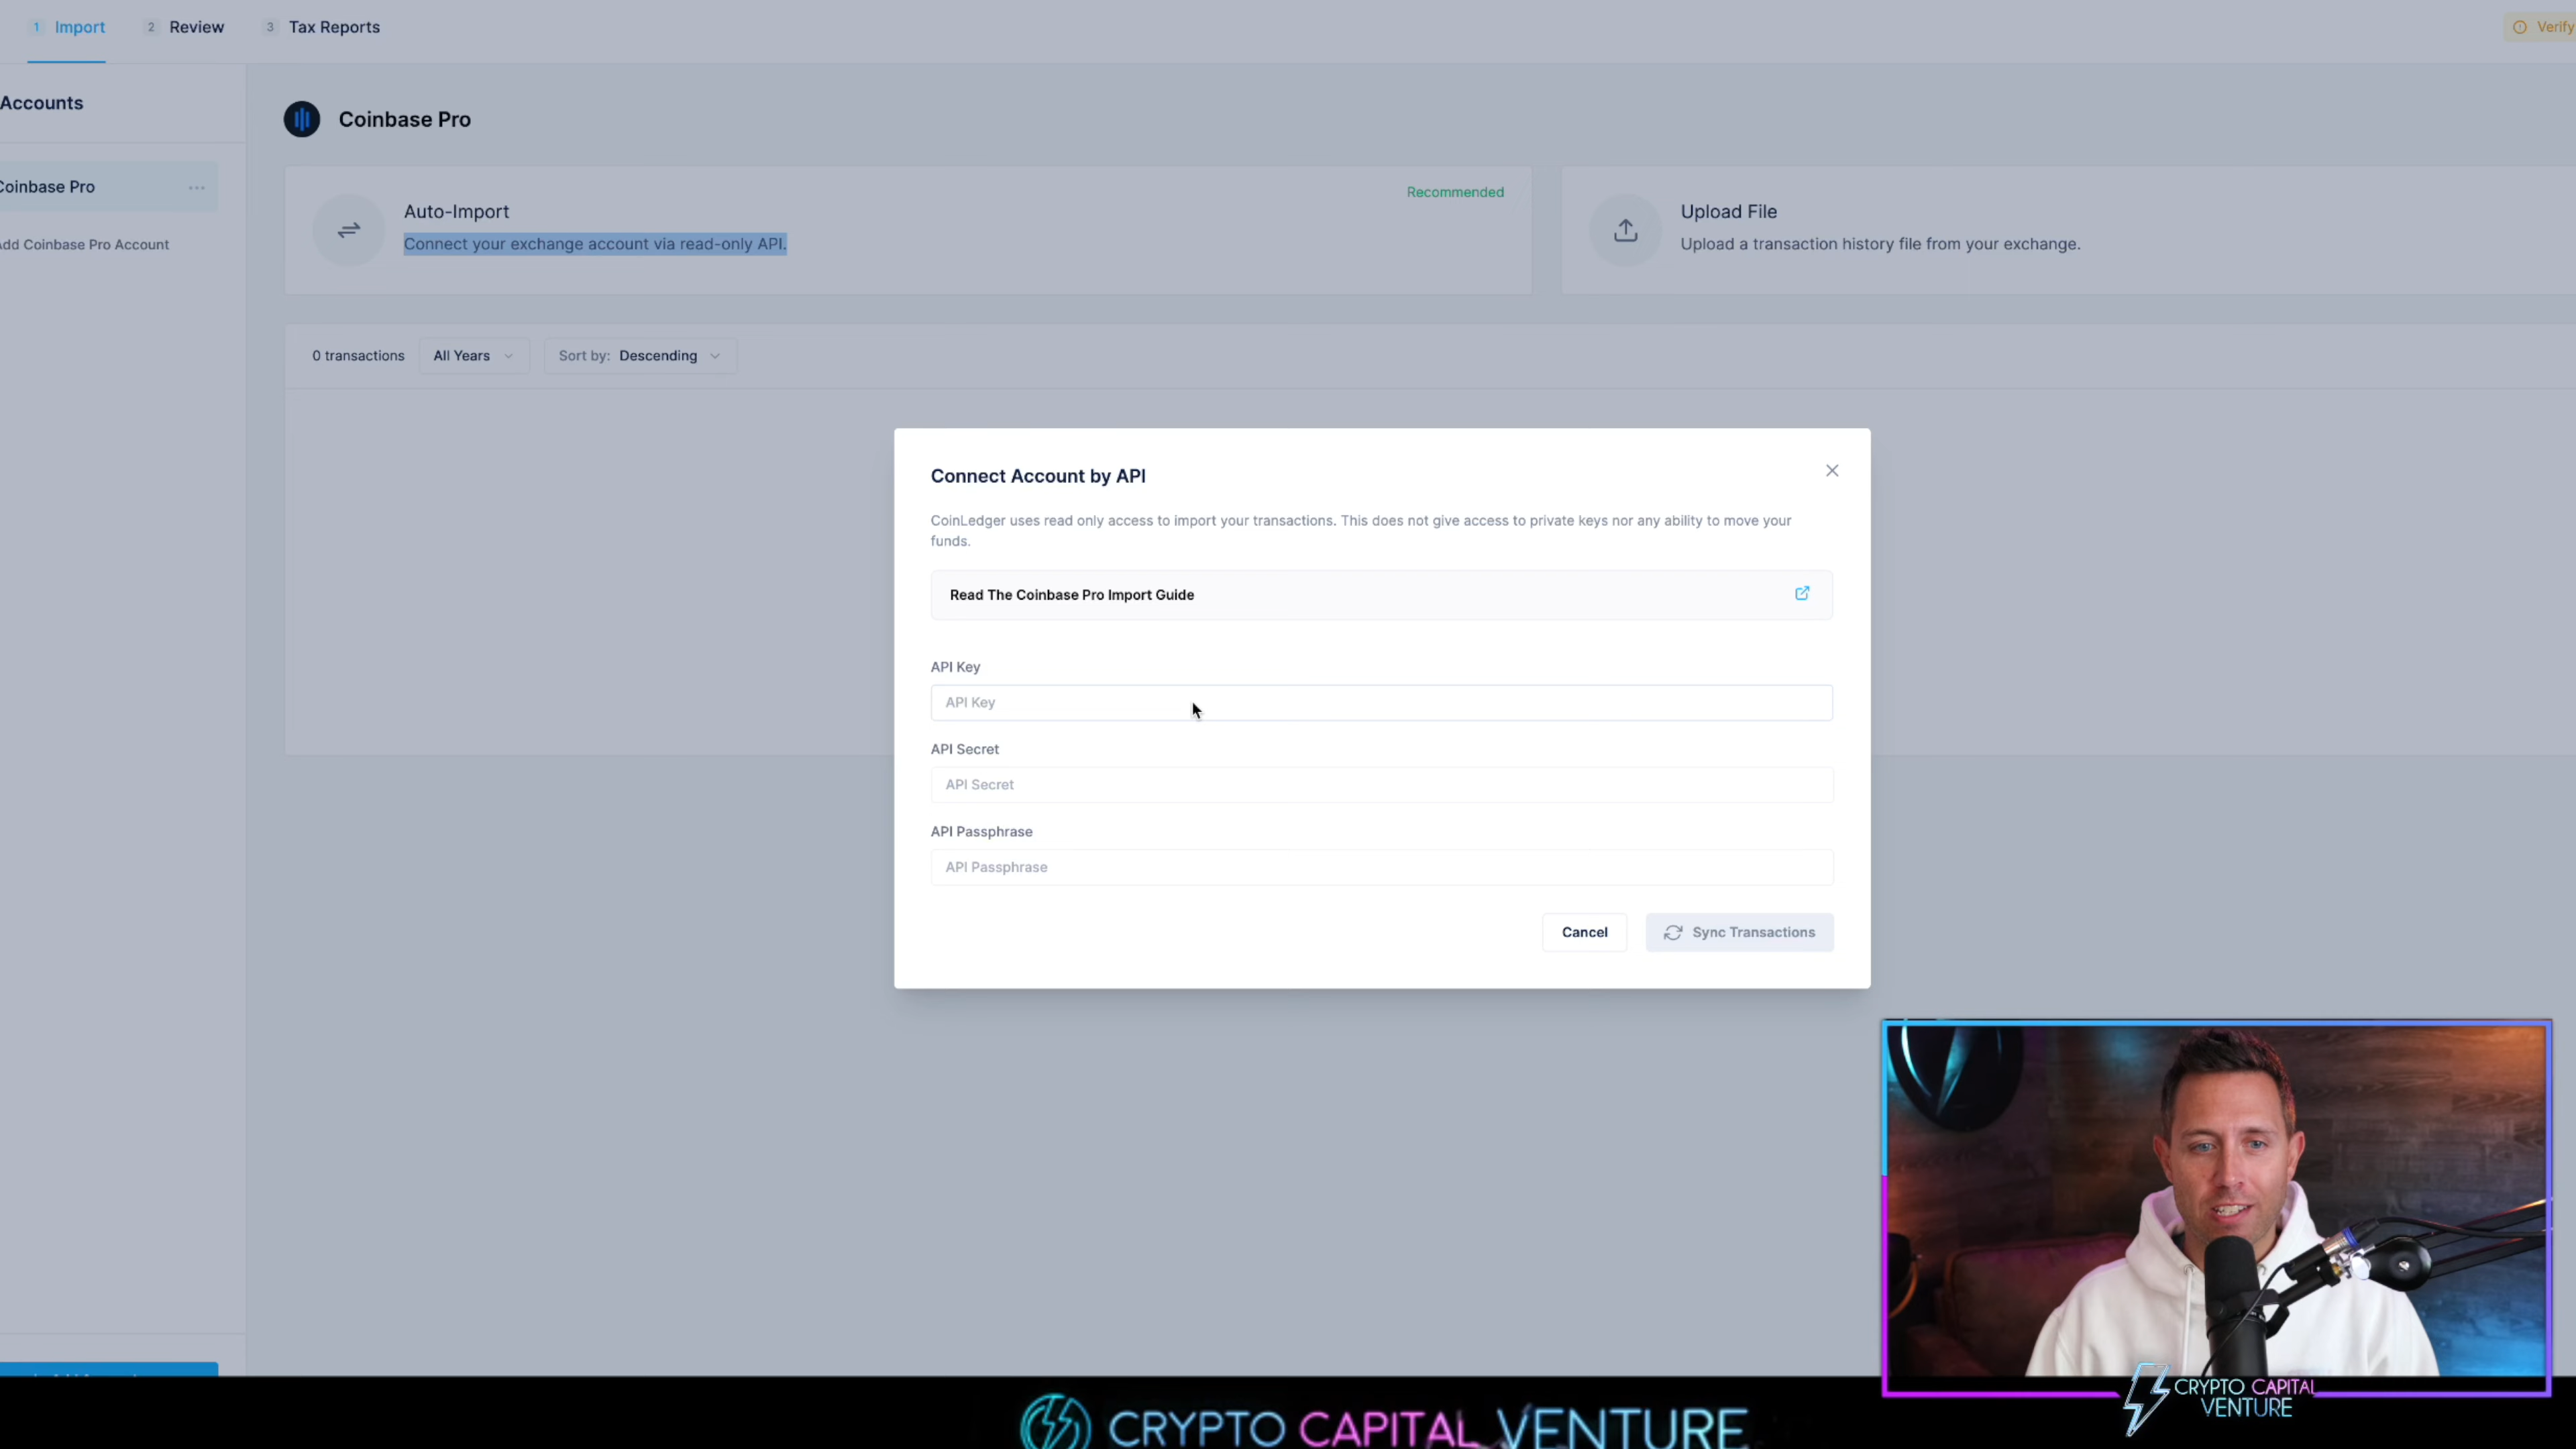 1 Import 2 Review 3 Tax Reports
Verify
Accounts
Coinbase Pro
Coinbase Pro ...
Add Coinbase Pro Account
Auto-Import
Recommended
Connect your exchange account via read-only API.
Upload File
Upload a transaction history file from your exchange.
0 transactions All Years Sort by: Descending
Connect Account by API
CoinLedger uses read only access to import your transactions. This does not give access to private keys nor any ability to move your
funds.
Read The Coinbase Pro Import Guide
API Key
API Key
API Secret
API Secret
API Passphrase
API Passphrase
Cancel Sync Transactions
CRYPTO CAPITAL
VENTURE
CRYPTO CAPITAL VENTURE